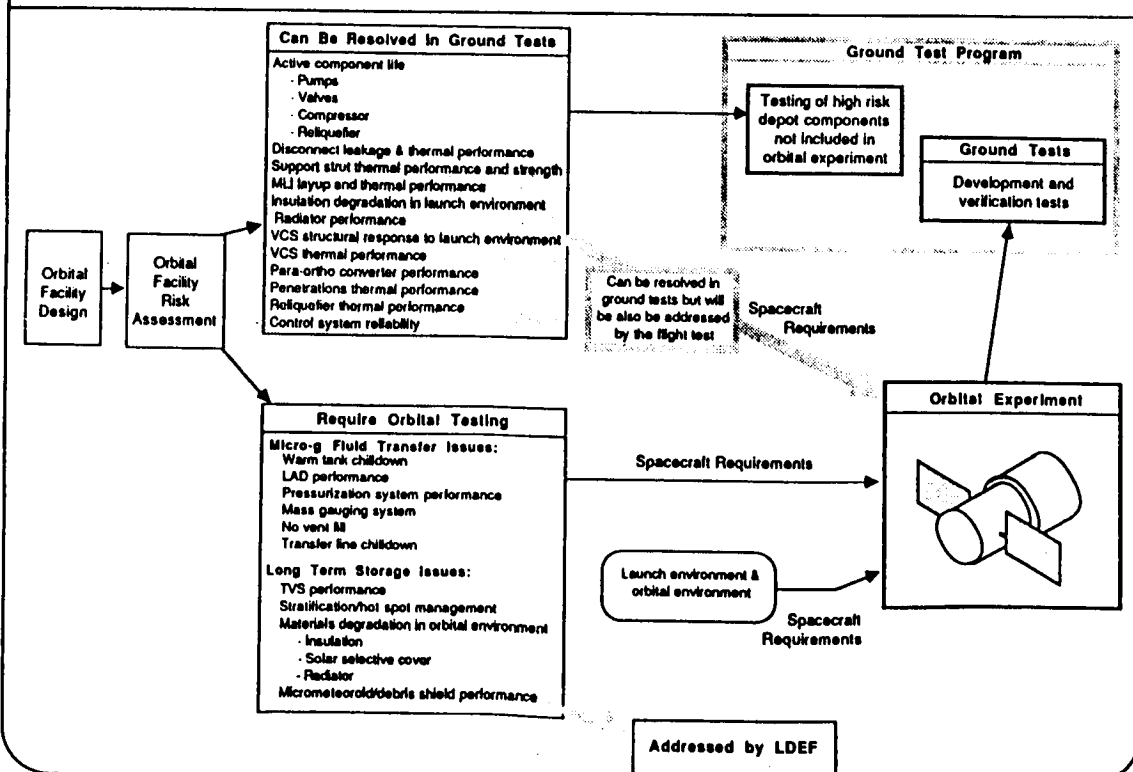 Can Be Resolved in Ground Tests
Active component life
- Pumps
- Valves
- Compressor
- Reliquefier
Disconnect leakage & thermal performance
Support strut thermal performance and strength
MLI layup and thermal performance
Insulation degradation in launch environment
Radiator performance
VCS structural response to launch environment
VCS thermal performance
Para-ortho converter performance
Penetrations thermal performance
Reliquefier thermal performance
Control system reliability
Ground Test Program
Testing of high risk
depot components
not included in
orbital experiment
Ground Tests
Development and
verification tests
Orbital
Facility
Design
Orbital
Facility
Risk
Assessment
Can be resolved in
ground tests but will
be also be addressed
by the flight test
Spacecraft
Requirements
Require Orbital Testing
Micro-g Fluid Transfer Issues:
Warm tank chilldown
LAD performance
Pressurization system performance
Mass gauging system
No vent fill
Transfer line chilldown
Long Term Storage Issues:
TVS performance
Stratification/hot spot management
Materials degradation in orbital environment
- Insulation
- Solar selective cover
- Radiator
Micrometeoroid/debris shield performance
Spacecraft Requirements
Launch environment &
orbital environment
Spacecraft
Requirements
Orbital Experiment
Addressed by LDEF